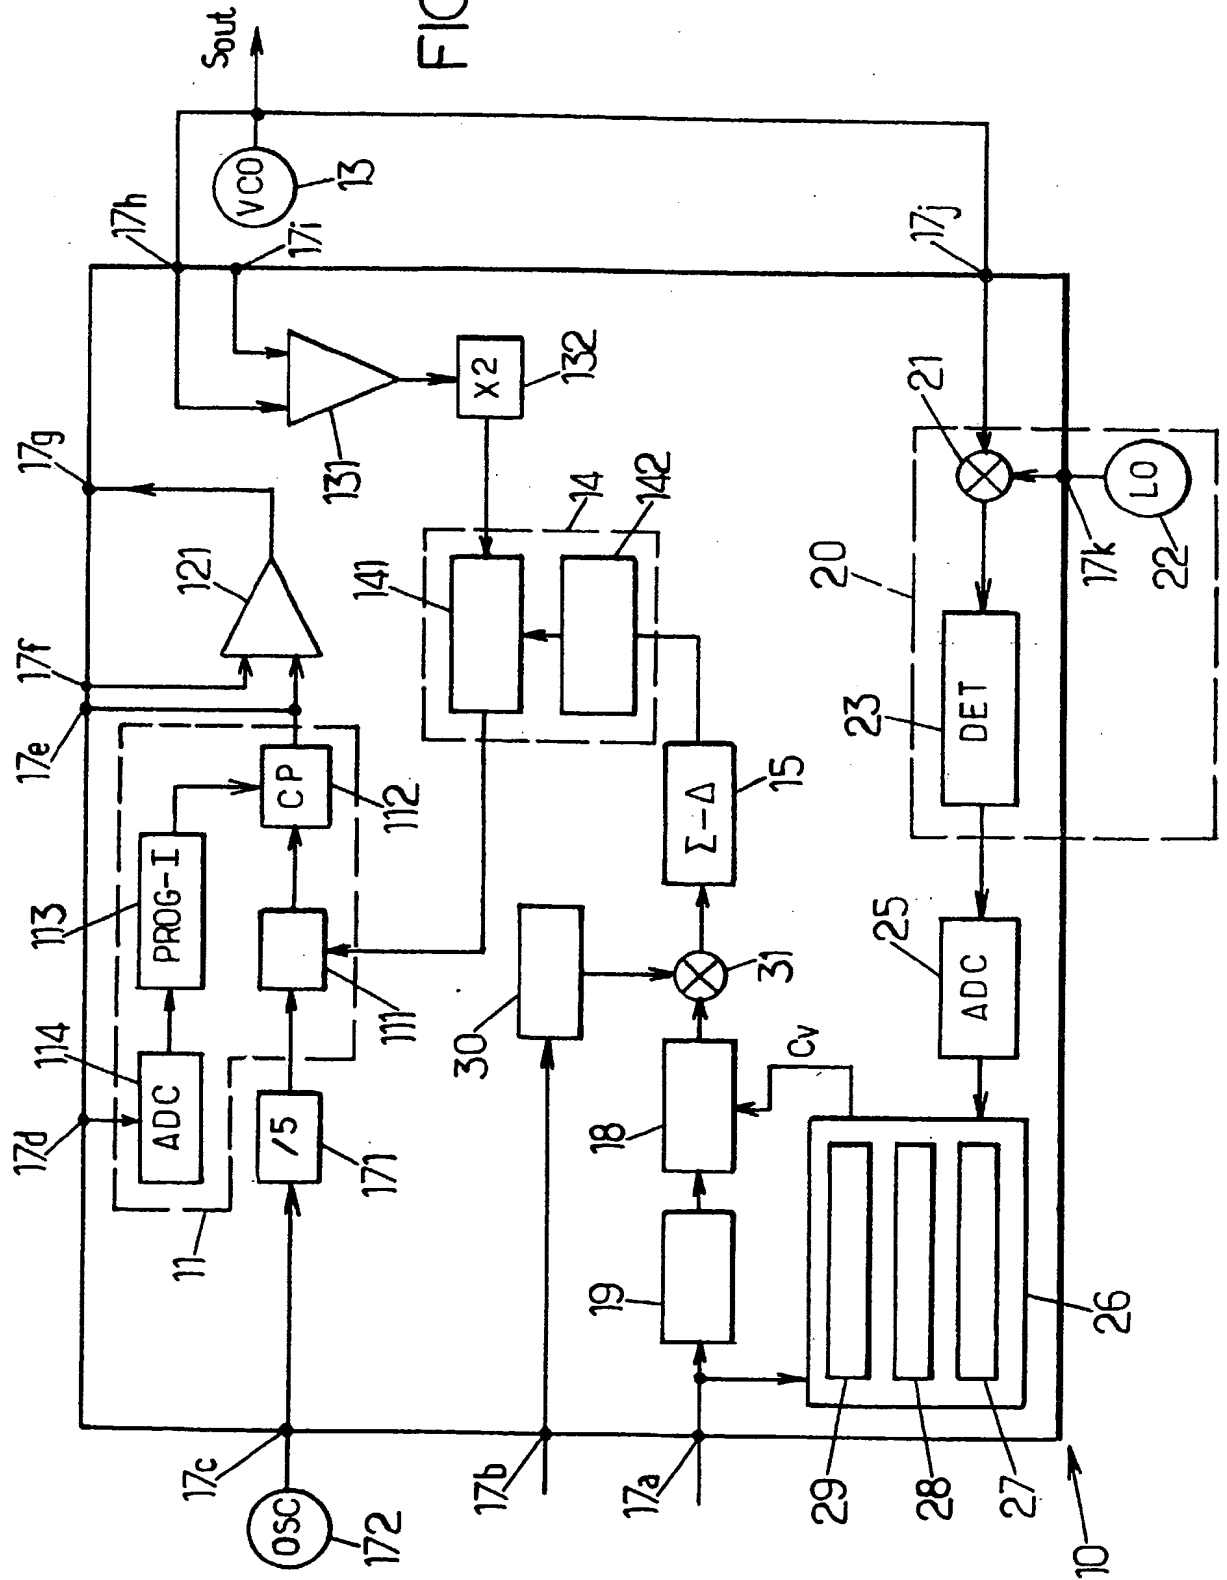 FIG
Sout
VCO
13
17h
17i
17j
17g
17f
17e
17d
17c
17b
17a
17k
121
131
X2
132
14
141
142
113
PROG-I
CP
112
114
ADC
111
/5
171
11
OSC
172
30
31
Σ-Δ
15
18
19
Cv
20
21
LO
22
23
DET
25
ADC
26
29
28
27
10